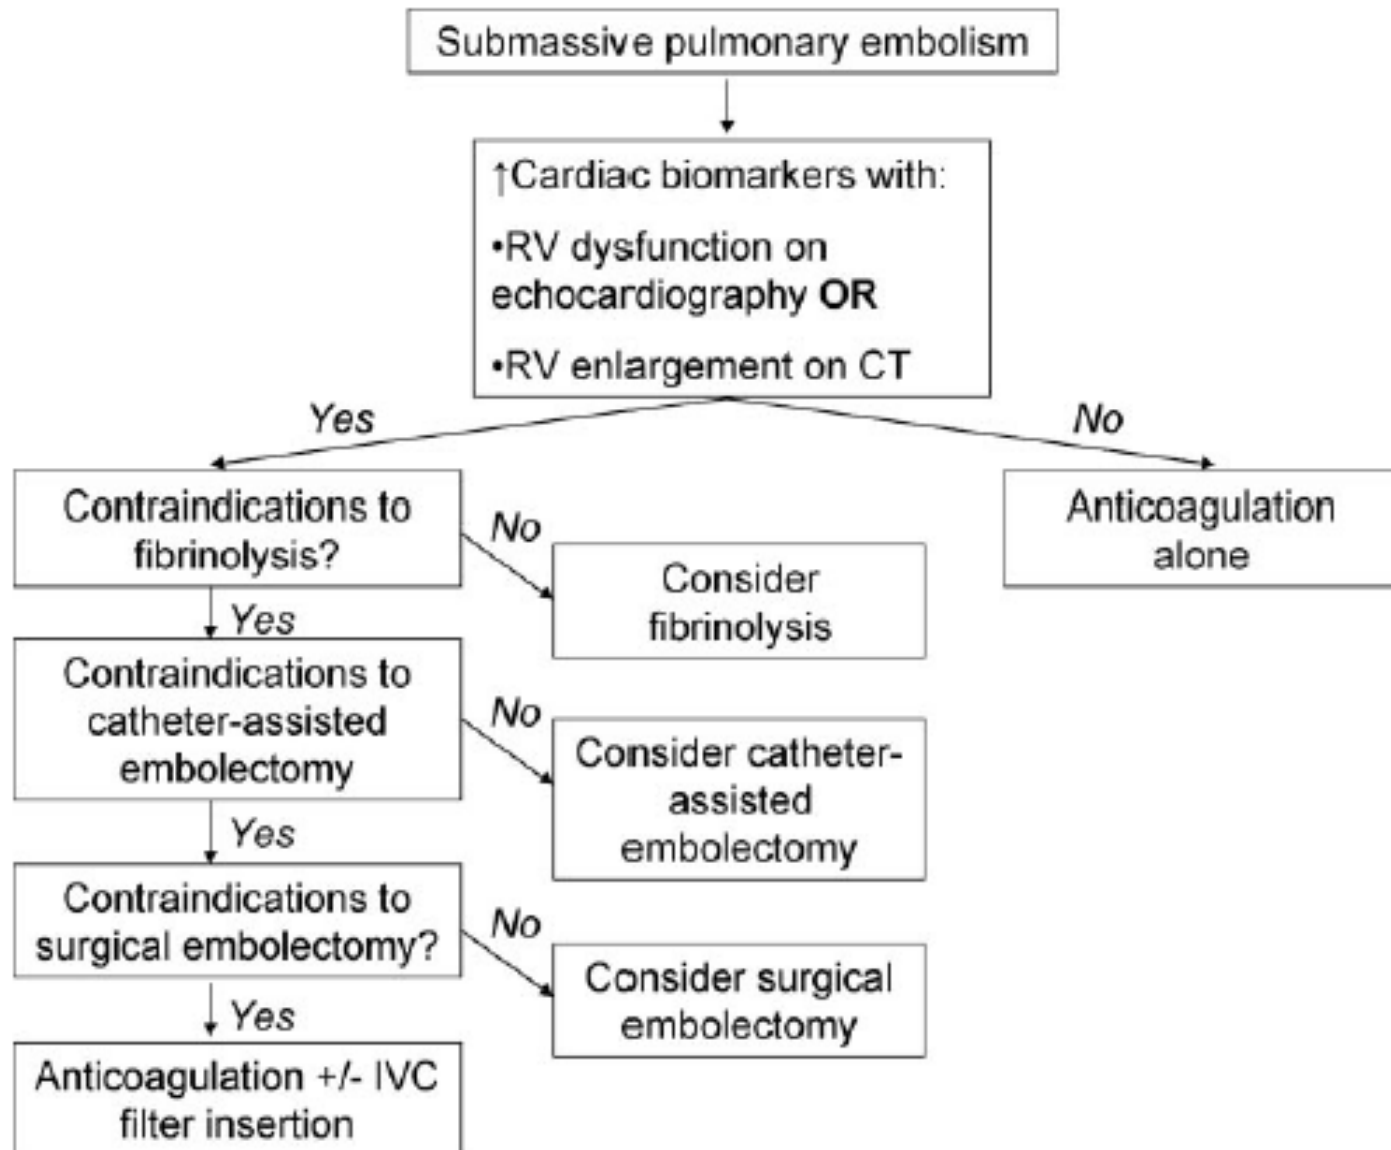 Submassive pulmonary embolism
↑Cardiac biomarkers with:
•RV dysfunction on
echocardiography OR
•RV enlargement on CT
Yes
No
Contraindications to
fibrinolysis?
No
Anticoagulation
alone
Consider
fibrinolysis
Yes
Contraindications to
catheter-assisted
embolectomy
No
Consider catheter-
assisted
embolectomy
Yes
Contraindications to
surgical embolectomy?
No
Consider surgical
embolectomy
Yes
Anticoagulation +/- IVC
filter insertion